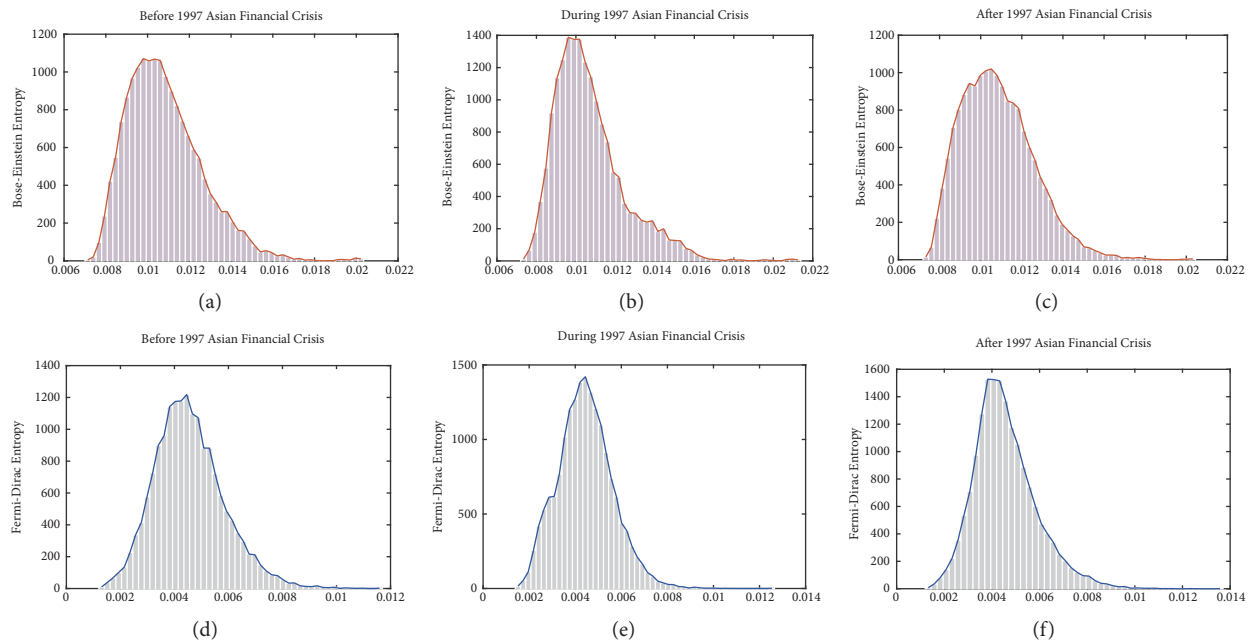 Before 1997 Asian Financial Crisis
Bose-Einstein Entropy
1200
1000
800
600
400
200
0
0.006 0.008 0.01 0.012 0.014 0.016 0.018 0.02 0.022
(a)
During 1997 Asian Financial Crisis
Bose-Einstein Entropy
1400
1200
1000
800
600
400
200
0
0.006 0.008 0.01 0.012 0.014 0.016 0.018 0.02 0.022
(b)
After 1997 Asian Financial Crisis
Bose-Einstein Entropy
1200
1000
800
600
400
200
0
0.006 0.008 0.01 0.012 0.014 0.016 0.018 0.02 0.022
(c)
Before 1997 Asian Financial Crisis
Fermi-Dirac Entropy
1400
1200
1000
800
600
400
200
0
0 0.002 0.004 0.006 0.008 0.01 0.012
(d)
During 1997 Asian Financial Crisis
Fermi-Dirac Entropy
1500
1000
500
0
0 0.002 0.004 0.006 0.008 0.01 0.012 0.014
(e)
After 1997 Asian Financial Crisis
Fermi-Dirac Entropy
1600
1400
1200
1000
800
600
400
200
0
0 0.002 0.004 0.006 0.008 0.01 0.012 0.014
(f)